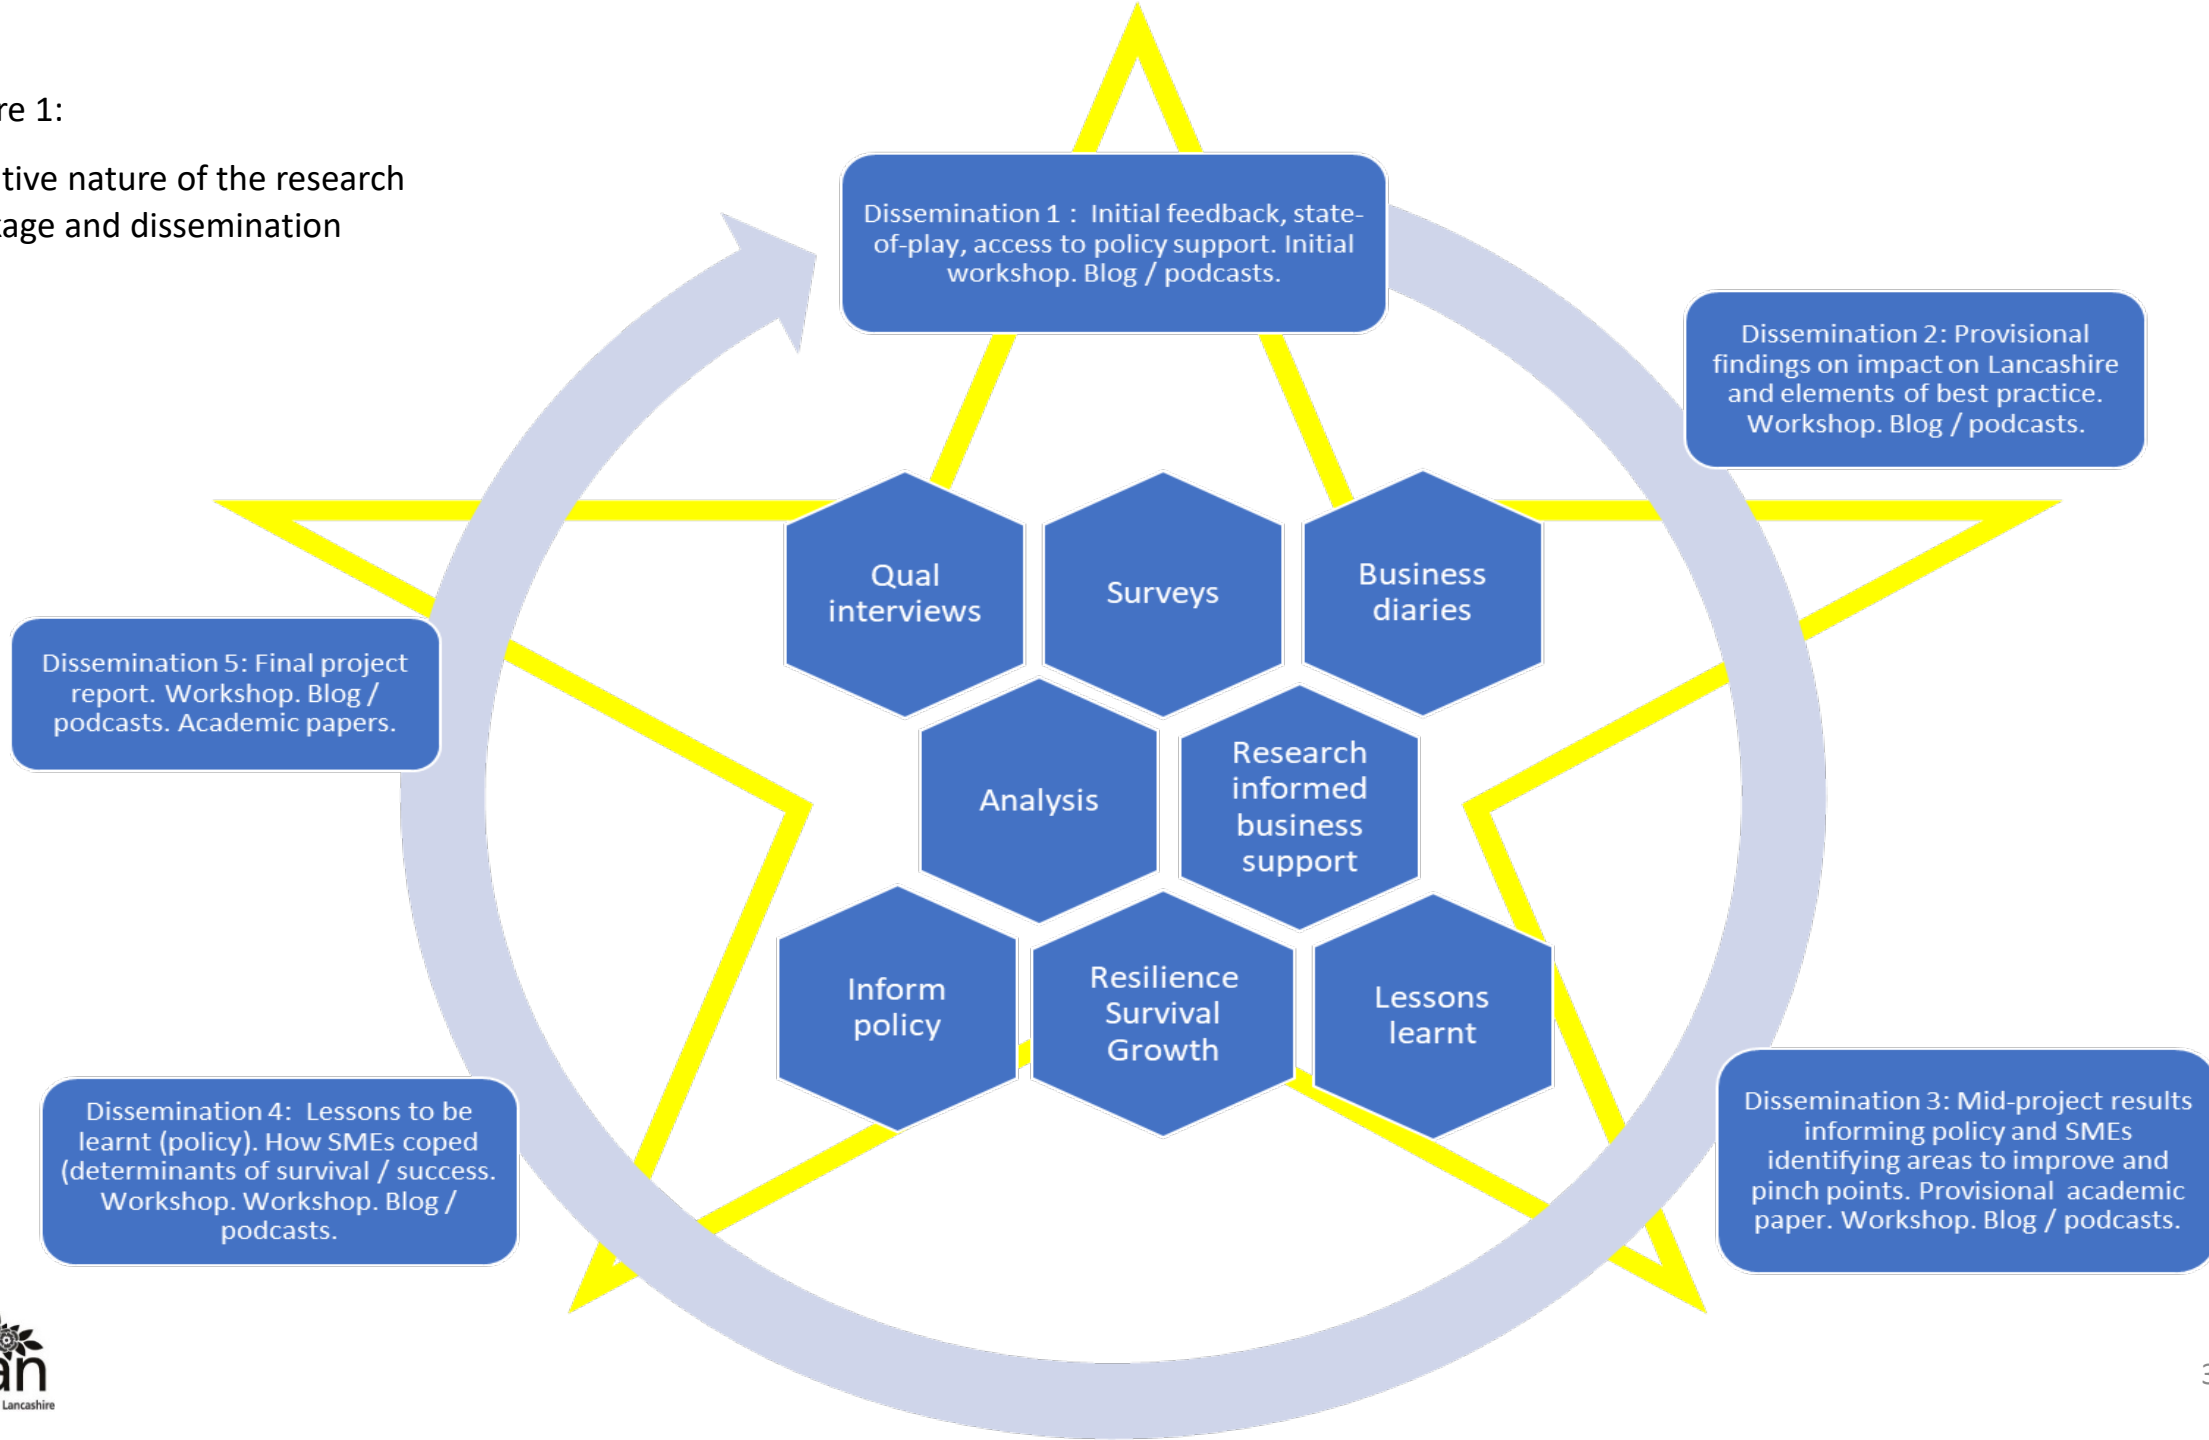 re 1:
tive nature of the research
age and dissemination
Dissemination 1 : Initial feedback, state-
of-play, access to policy support. Initial
workshop. Blog / podcasts.
Dissemination 2: Provisional
findings on impact on Lancashire
and elements of best practice.
Workshop. Blog / podcasts.
Qual
interviews
Surveys
Business
diaries
Dissemination 5: Final project
report. Workshop. Blog /
podcasts. Academic papers.
Analysis
Research
informed
business
support
Inform
policy
Resilience
Survival
Growth
Lessons
learnt
Dissemination 4: Lessons to be
learnt (policy). How SMEs coped
(determinants of survival / success.
Workshop. Workshop. Blog /
podcasts.
Dissemination 3: Mid-project results
informing policy and SMEs
identifying areas to improve and
pinch points. Provisional academic
paper. Workshop. Blog / podcasts.
an
Lancashire
3